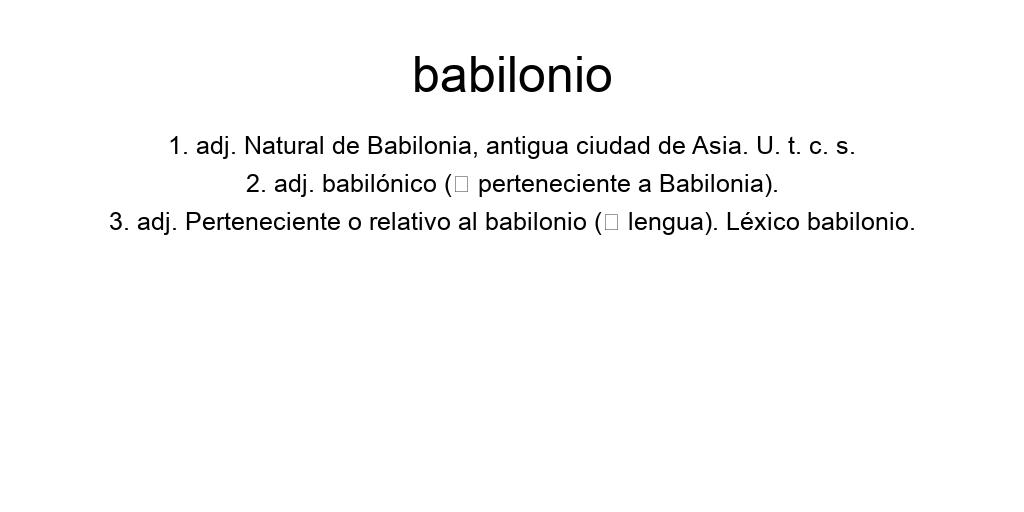 babilonio
1. adj. Natural de Babilonia, antigua ciudad de Asia. U. t. c. s.
2. adj. babilónico (□ perteneciente a Babilonia).
3. adj. Perteneciente o relativo al babilonio (□ lengua). Léxico babilonio.